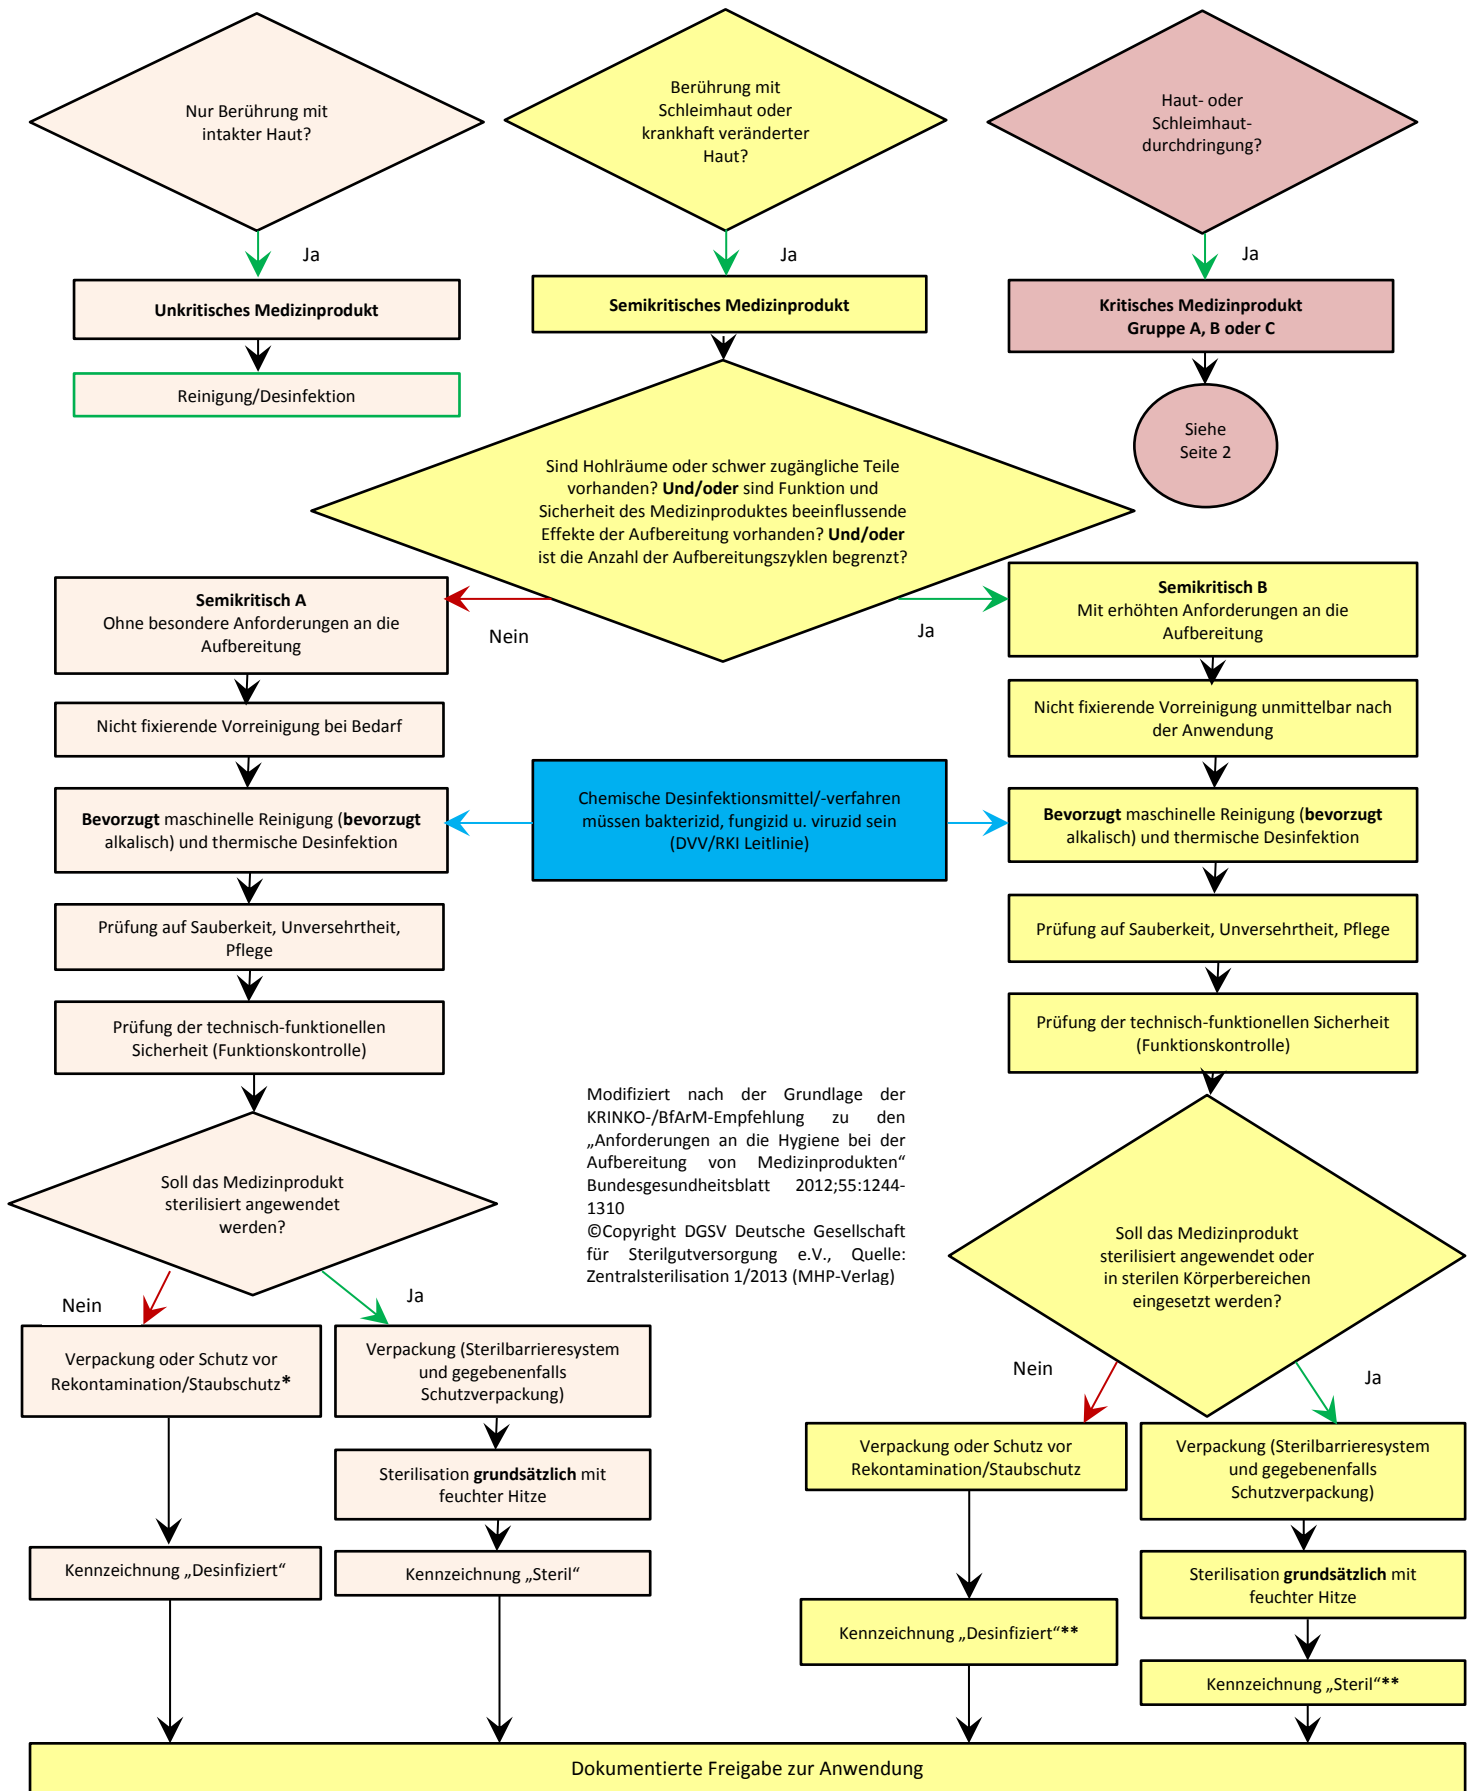 Nur Berührung mit
intakter Haut?
Berührung mit
Schleimhaut oder
krankhaft veränderter
Haut?
Haut- oder
Schleimhaut-
durchdringung?
Ja
Ja
Ja
Unkritisches Medizinprodukt
Semikritisches Medizinprodukt
Kritisches Medizinprodukt
Gruppe A, B oder C
Reinigung/Desinfektion
Siehe
Seite 2
Sind Hohlräume oder schwer zugängliche Teile
vorhanden? Und/oder sind Funktion und
Sicherheit des Medizinproduktes beeinflussende
Effekte der Aufbereitung vorhanden? Und/oder
ist die Anzahl der Aufbereitungszyklen begrenzt?
Nein
Ja
Semikritisch A
Ohne besondere Anforderungen an die
Aufbereitung
Semikritisch B
Mit erhöhten Anforderungen an die
Aufbereitung
Nicht fixierende Vorreinigung bei Bedarf
Nicht fixierende Vorreinigung unmittelbar nach
der Anwendung
Bevorzugt maschinelle Reinigung (bevorzugt
alkalisch) und thermische Desinfektion
Chemische Desinfektionsmittel/-verfahren
müssen bakterizid, fungizid u. viruzid sein
(DVV/RKI Leitlinie)
Bevorzugt maschinelle Reinigung (bevorzugt
alkalisch) und thermische Desinfektion
Prüfung auf Sauberkeit, Unversehrtheit,
Pflege
Prüfung auf Sauberkeit, Unversehrtheit, Pflege
Prüfung der technisch-funktionellen
Sicherheit (Funktionskontrolle)
Prüfung der technisch-funktionellen Sicherheit
(Funktionskontrolle)
Modifiziert nach der Grundlage der
KRINKO-/BfArM-Empfehlung zu den
„Anforderungen an die Hygiene bei der
Aufbereitung von Medizinprodukten“
Bundesgesundheitsblatt 2012;55:1244-
1310
©Copyright DGSV Deutsche Gesellschaft
für Sterilgutversorgung e.V., Quelle:
Zentralsterilisation 1/2013 (MHP-Verlag)
Soll das Medizinprodukt
sterilisiert angewendet
werden?
Soll das Medizinprodukt
sterilisiert angewendet oder
in sterilen Körperbereichen
eingesetzt werden?
Nein
Ja
Nein
Ja
Verpackung oder Schutz vor
Rekontamination/Staubschutz*
Verpackung (Sterilbarrieresystem
und gegebenenfalls
Schutzverpackung)
Verpackung oder Schutz vor
Rekontamination/Staubschutz
Verpackung (Sterilbarrieresystem
und gegebenenfalls
Schutzverpackung)
Sterilisation grundsätzlich mit
feuchter Hitze
Kennzeichnung „Desinfiziert“
Kennzeichnung „Steril“
Sterilisation grundsätzlich mit
feuchter Hitze
Kennzeichnung „Desinfiziert“**
Kennzeichnung „Steril“**
Dokumentierte Freigabe zur Anwendung